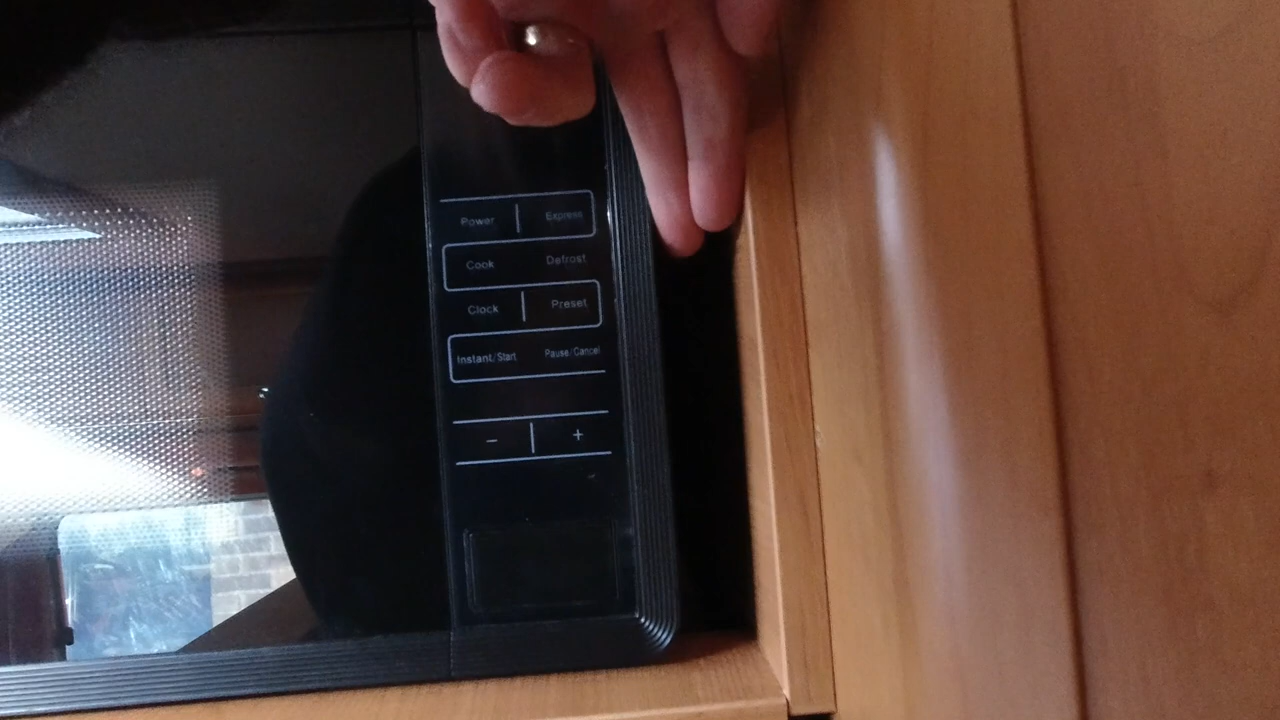 Power | Express
Cook Defrost
Clock | Preset
Instant/Start Pause/Cancel
– | +